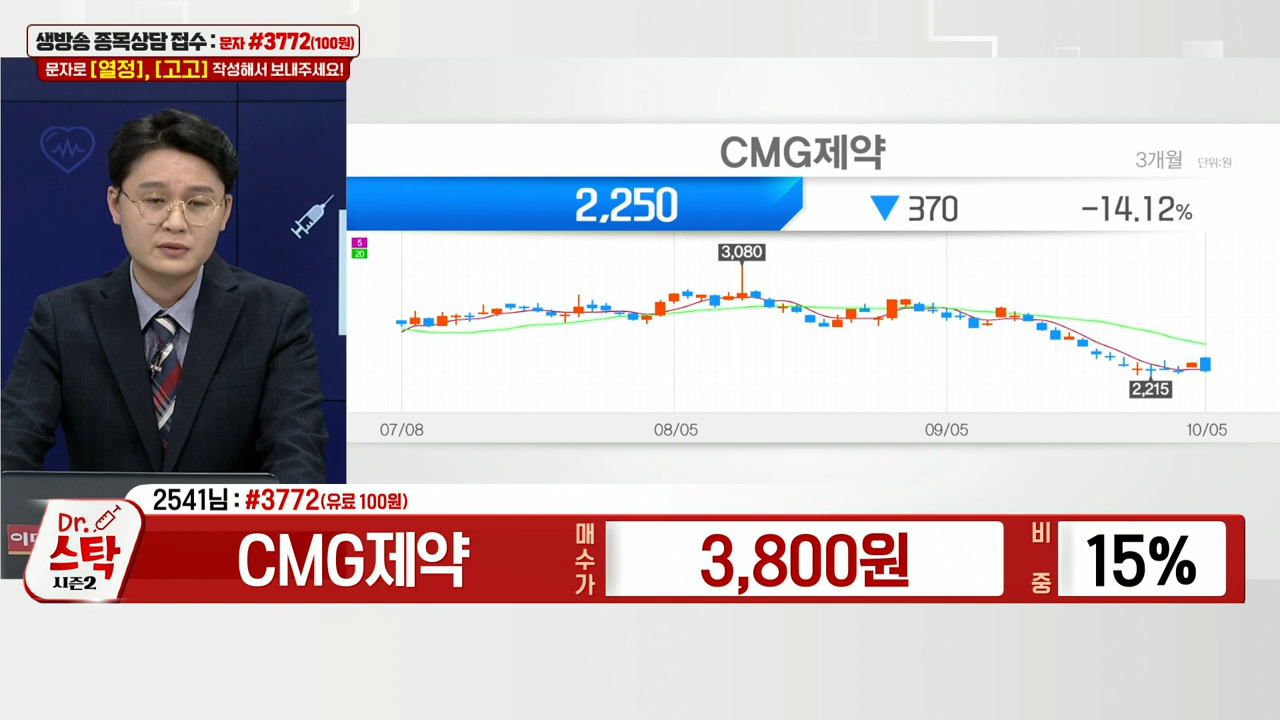 생방송 종목상담 접수 : 문자 #3772(100원)
문자로 [열정], [고고] 작성해서 보내주세요!
CMG제약
3개월 단위:원
2,250 ▼ 370 -14.12%
5
20
3,080
2,215
07/08 08/05 09/05 10/05
2541님 : #3772(유료 100원)
Dr.
스탁
시즌2
CMG제약 매수가 3,800원 비중 15%